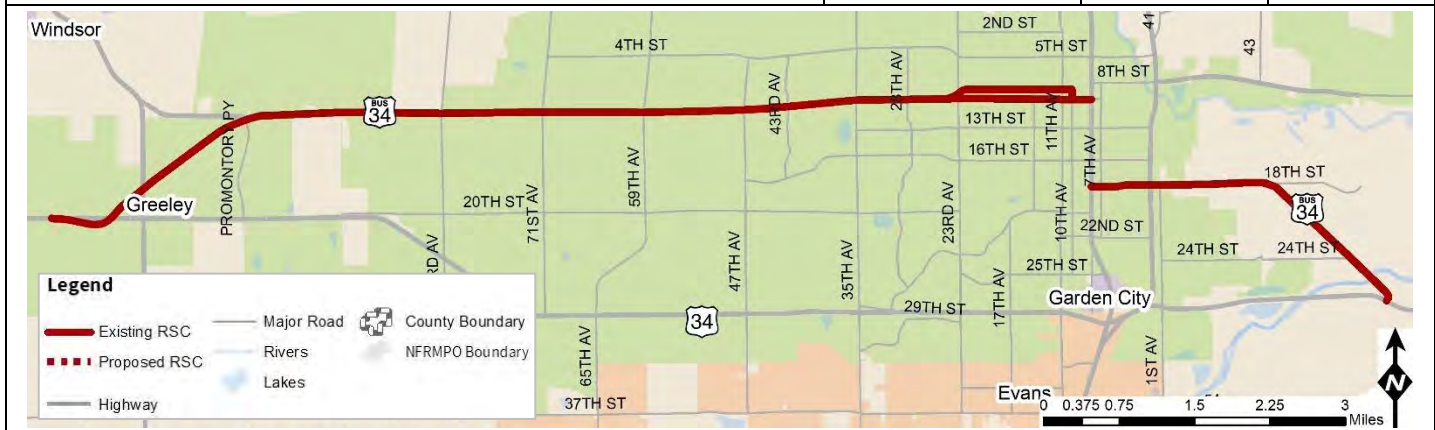 Windsor
2ND ST
41
43
4TH ST
5TH ST
8TH ST
BUS
34
43RD AV
28TH AV
11TH AV
13TH ST
16TH ST
7TH AV
18TH ST
PROMONTORY PY
59TH AV
Greeley
20TH ST
71ST AV
23RD AV
10TH AV
BUS
34
22ND ST
24TH ST
24TH ST
RD AV
47TH AV
35TH AV
25TH ST
17TH AV
Garden City
34
29TH ST
65TH AV
1ST AV
37TH ST
Evans
Legend
Existing RSC
Proposed RSC
Highway
Major Road
Rivers
Lakes
County Boundary
NFRMPO Boundary
0 0.375 0.75 1.5 2.25 3
Miles
N